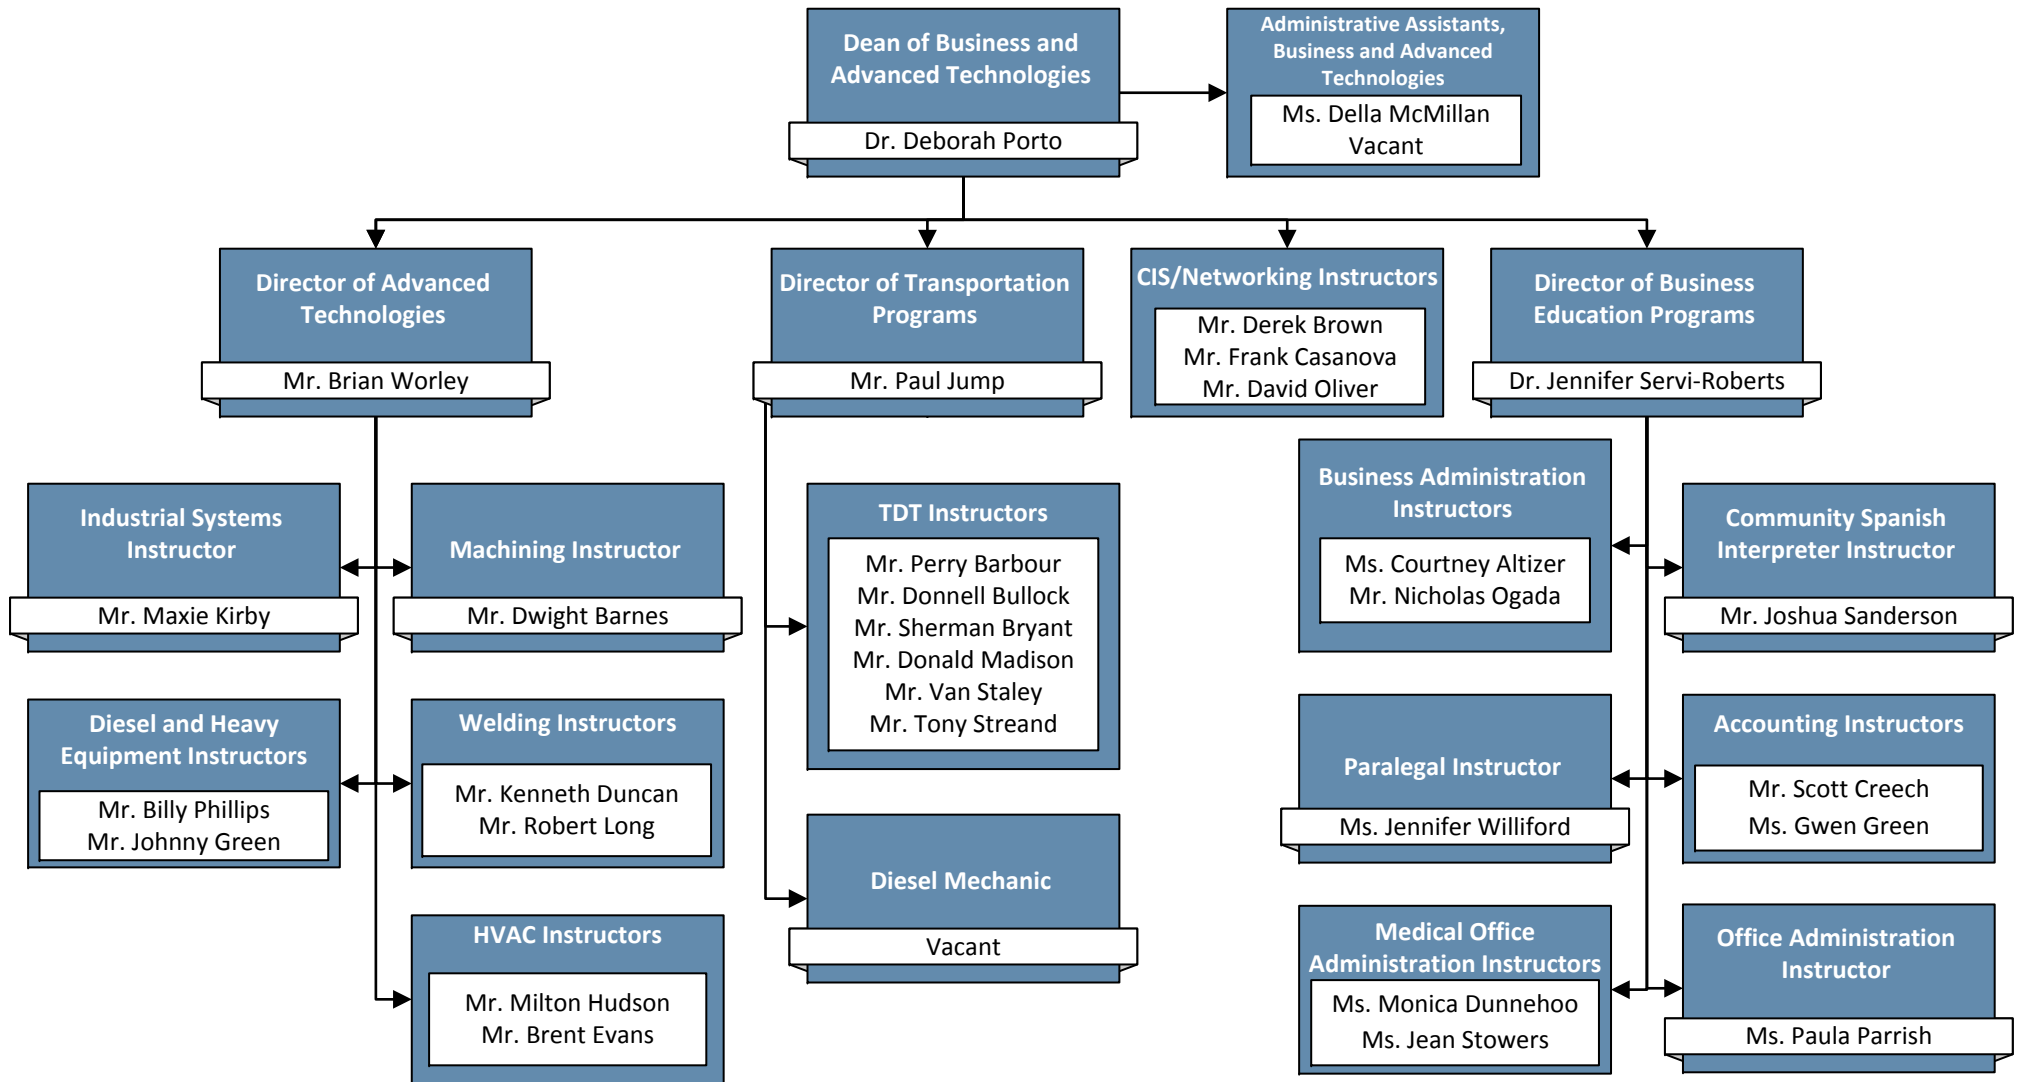 Dean of Business and
Advanced Technologies
Dr. Deborah Porto
Administrative Assistants,
Business and Advanced
Technologies
Ms. Della McMillan
Vacant
Director of Advanced
Technologies
Mr. Brian Worley
Director of Transportation
Programs
Mr. Paul Jump
CIS/Networking Instructors
Mr. Derek Brown
Mr. Frank Casanova
Mr. David Oliver
Director of Business
Education Programs
Dr. Jennifer Servi-Roberts
Industrial Systems
Instructor
Mr. Maxie Kirby
Machining Instructor
Mr. Dwight Barnes
Diesel and Heavy
Equipment Instructors
Mr. Billy Phillips
Mr. Johnny Green
Welding Instructors
Mr. Kenneth Duncan
Mr. Robert Long
HVAC Instructors
Mr. Milton Hudson
Mr. Brent Evans
TDT Instructors
Mr. Perry Barbour
Mr. Donnell Bullock
Mr. Sherman Bryant
Mr. Donald Madison
Mr. Van Staley
Mr. Tony Streand
Diesel Mechanic
Vacant
Business Administration
Instructors
Ms. Courtney Altizer
Mr. Nicholas Ogada
Community Spanish
Interpreter Instructor
Mr. Joshua Sanderson
Paralegal Instructor
Ms. Jennifer Williford
Accounting Instructors
Mr. Scott Creech
Ms. Gwen Green
Medical Office
Administration Instructors
Ms. Monica Dunnehoo
Ms. Jean Stowers
Office Administration
Instructor
Ms. Paula Parrish